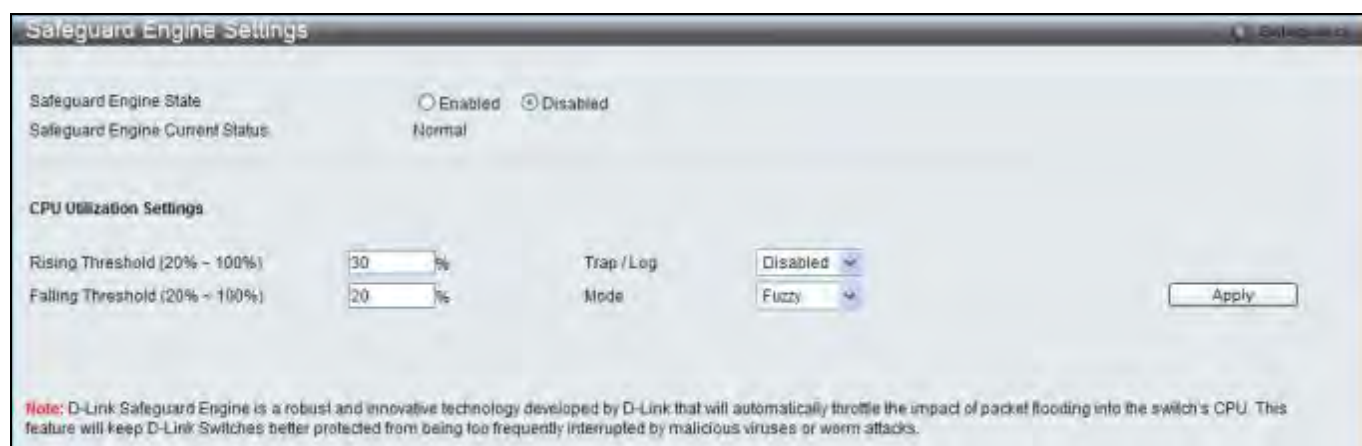 Safeguard Engine Settings
Safeguard Engine State Enabled Disabled
Safeguard Engine Current Status Normal
CPU Utilization Settings
Rising Threshold (20% ~ 100%) 30 % Trap / Log Disabled
Falling Threshold (20% ~ 100%) 20 % Mode Fuzzy Apply
Note: D-Link Safeguard Engine is a robust and innovative technology developed by D-Link that will automatically throttle the impact of packet flooding into the switch's CPU. This
feature will keep D-Link Switches better protected from being too frequently interrupted by malicious viruses or worm attacks.